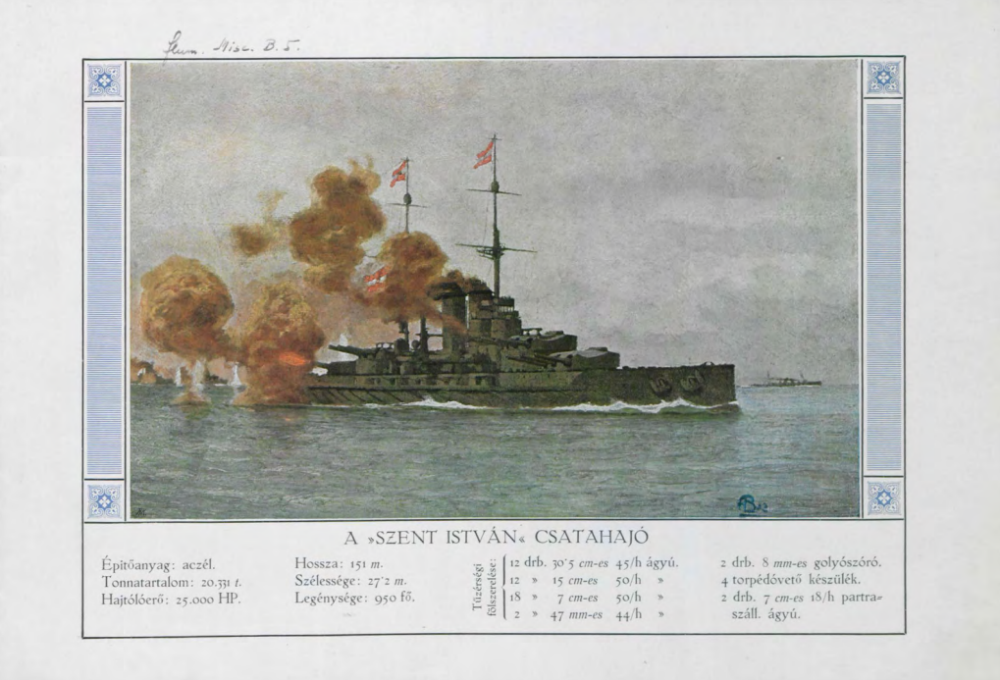 Flum. Misc. B. 5.
A »SZENT ISTVÁN« CSATAHAJÓ
Épitőanyag: aczél.
Tonnatartalom: 20.331 t.
Hajtólóerő: 25.000 HP.
Hossza: 151 m.
Szélessége: 27·2 m.
Legénysége: 950 fő.
Tüzérségi
fölszerelése:
12 drb. 30·5 cm-es 45/h ágyú.
12 » 15 cm-es 50/h »
18 » 7 cm-es 50/h »
2 » 47 mm-es 44/h »
2 drb. 8 mm-es golyószóró.
4 torpédóvető készülék.
2 drb. 7 cm-es 18/h partra=
száll. ágyú.